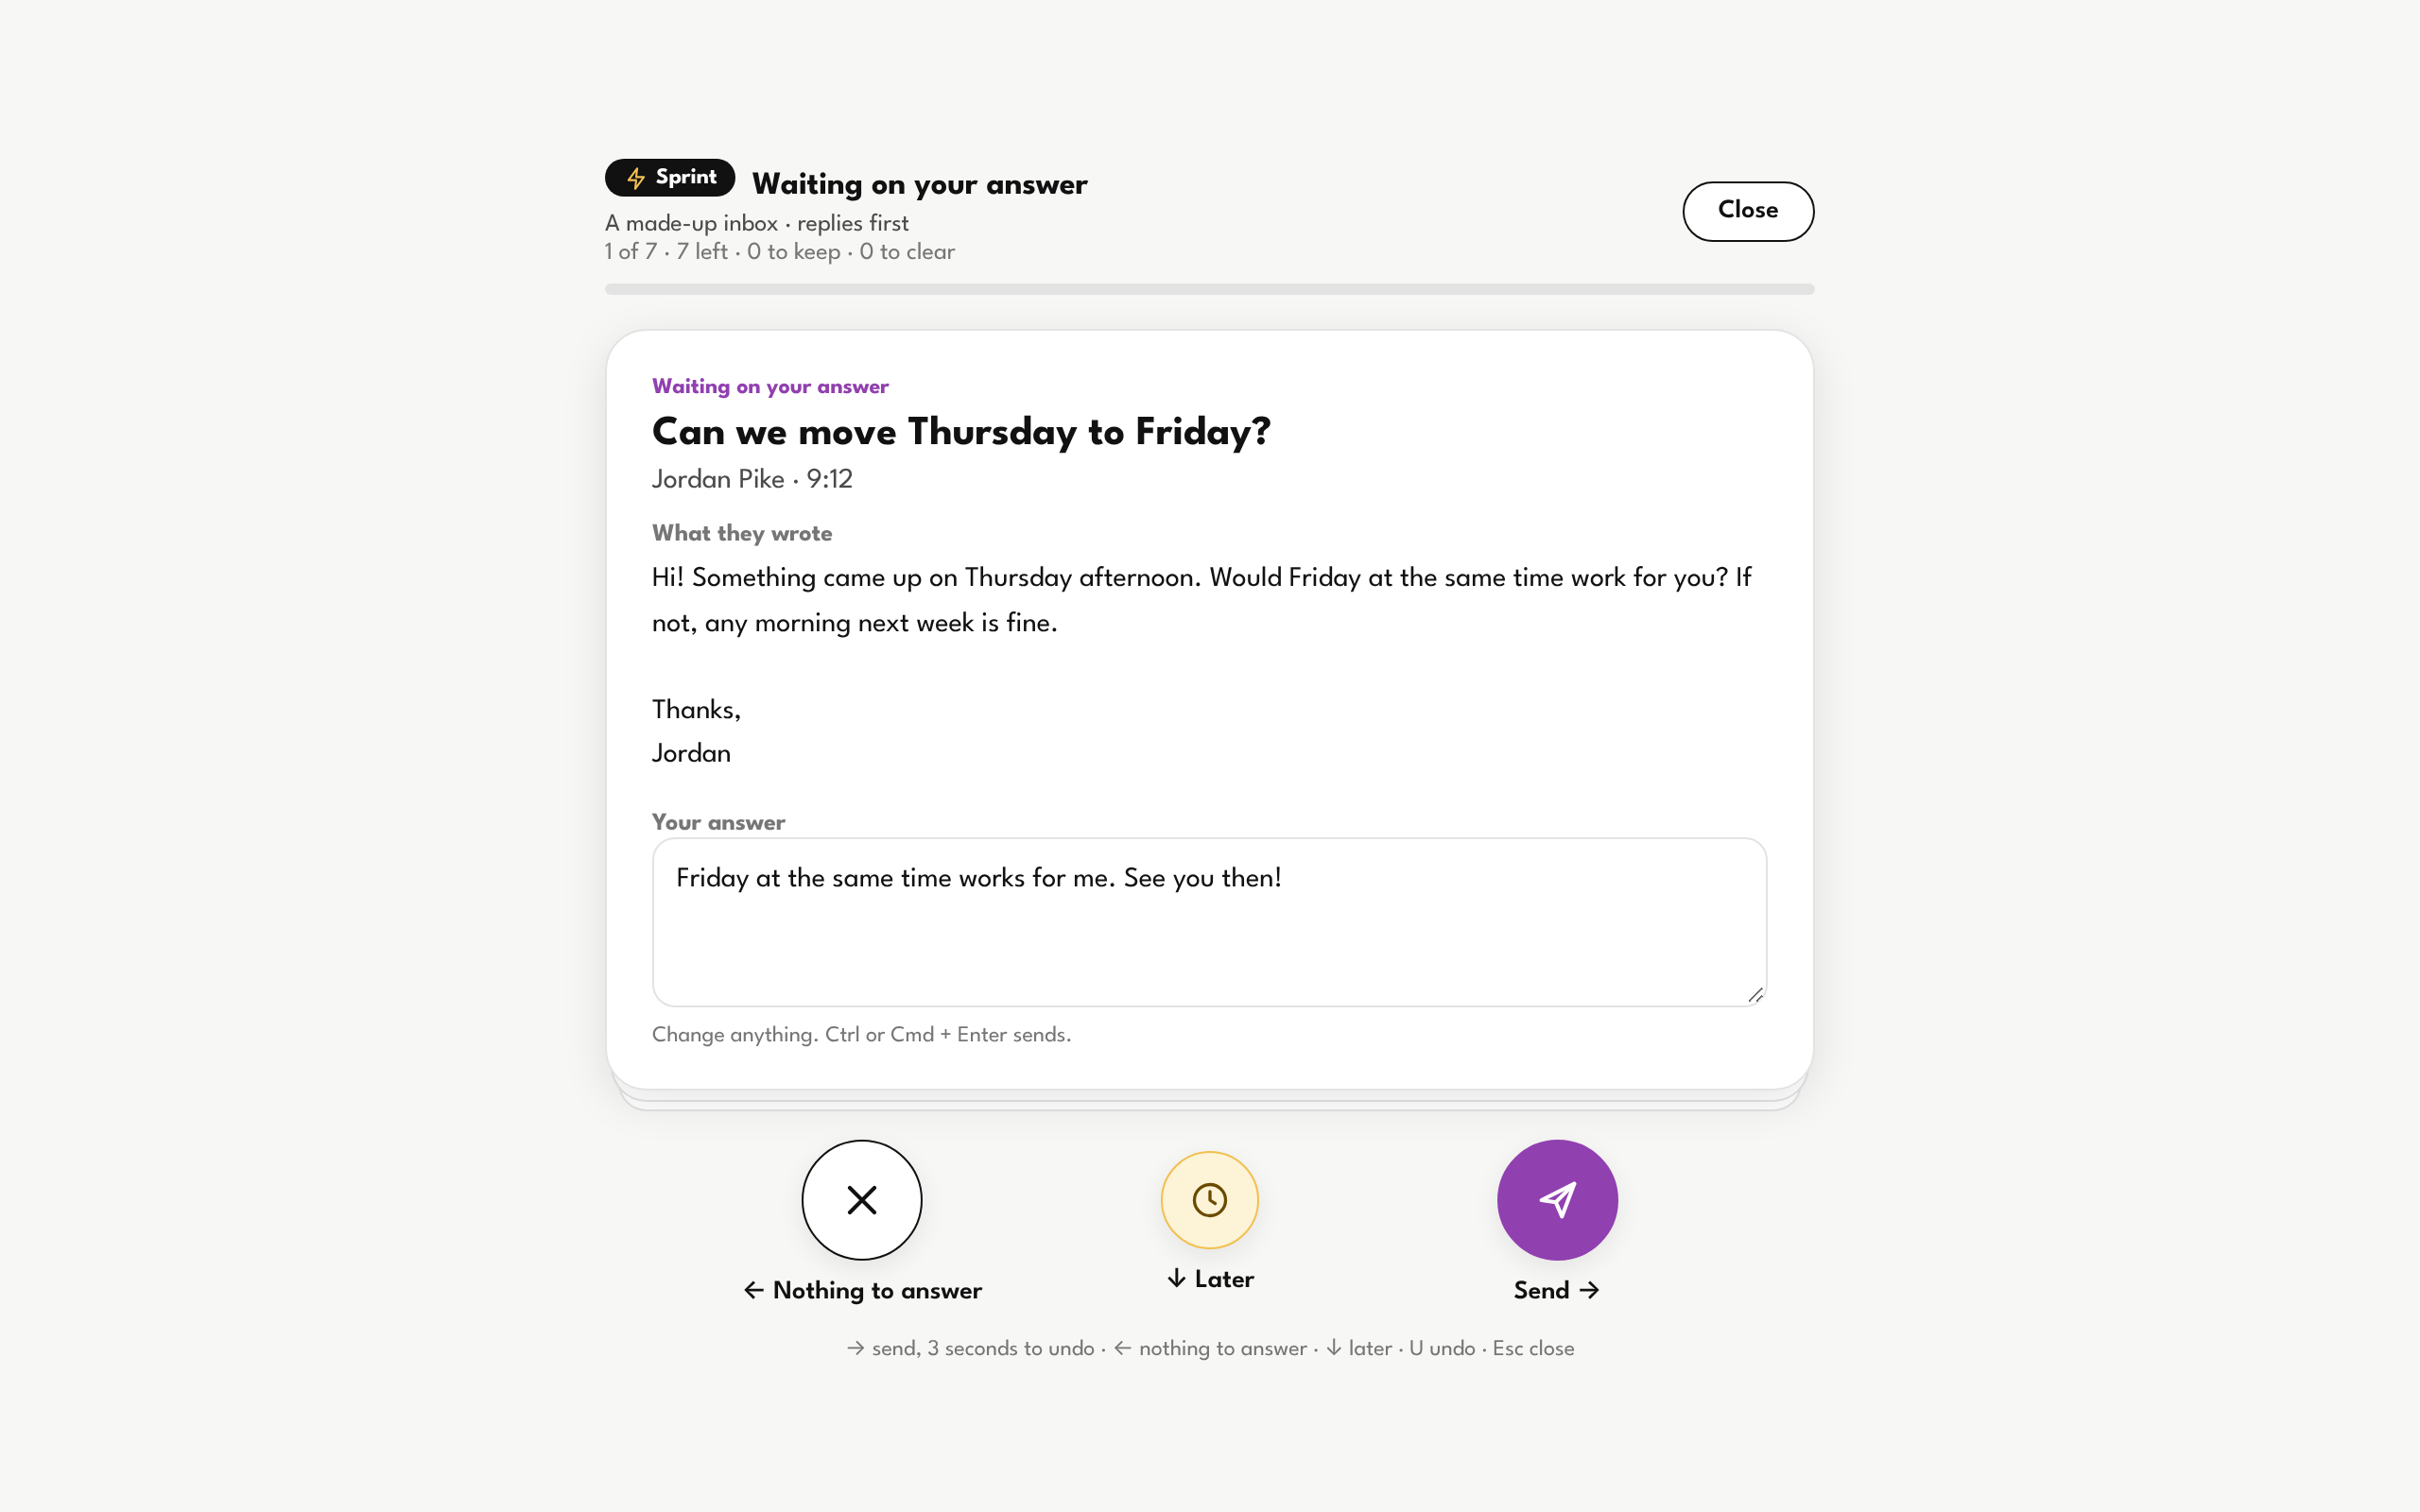 Sprint Waiting on your answer
Close
A made-up inbox · replies first
1 of 7 · 7 left · 0 to keep · 0 to clear
Waiting on your answer
Can we move Thursday to Friday?
Jordan Pike · 9:12
What they wrote
Hi! Something came up on Thursday afternoon. Would Friday at the same time work for you? If
not, any morning next week is fine.
Thanks,
Jordan
Your answer
Friday at the same time works for me. See you then!
Change anything. Ctrl or Cmd + Enter sends.
← Nothing to answer
↓ Later
Send →
→ send, 3 seconds to undo · ← nothing to answer · ↓ later · U undo · Esc close